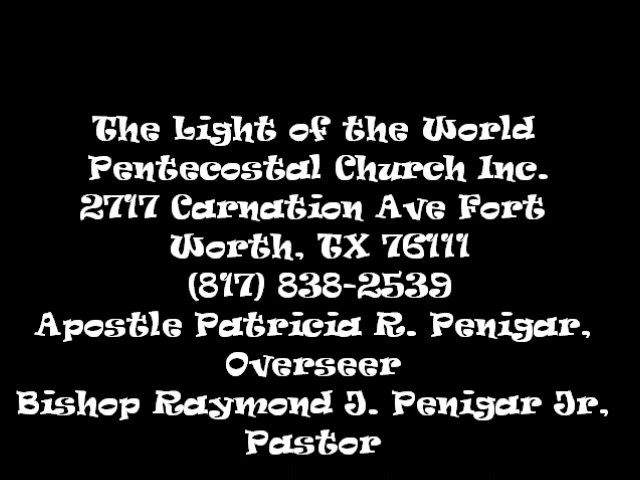 The Light of the World
Pentecostal Church Inc.
2717 Carnation Ave Fort
Worth, TX 76111
(817) 838-2539
Apostle Patricia R. Penigar,
Overseer
Bishop Raymond J. Penigar Jr,
Pastor